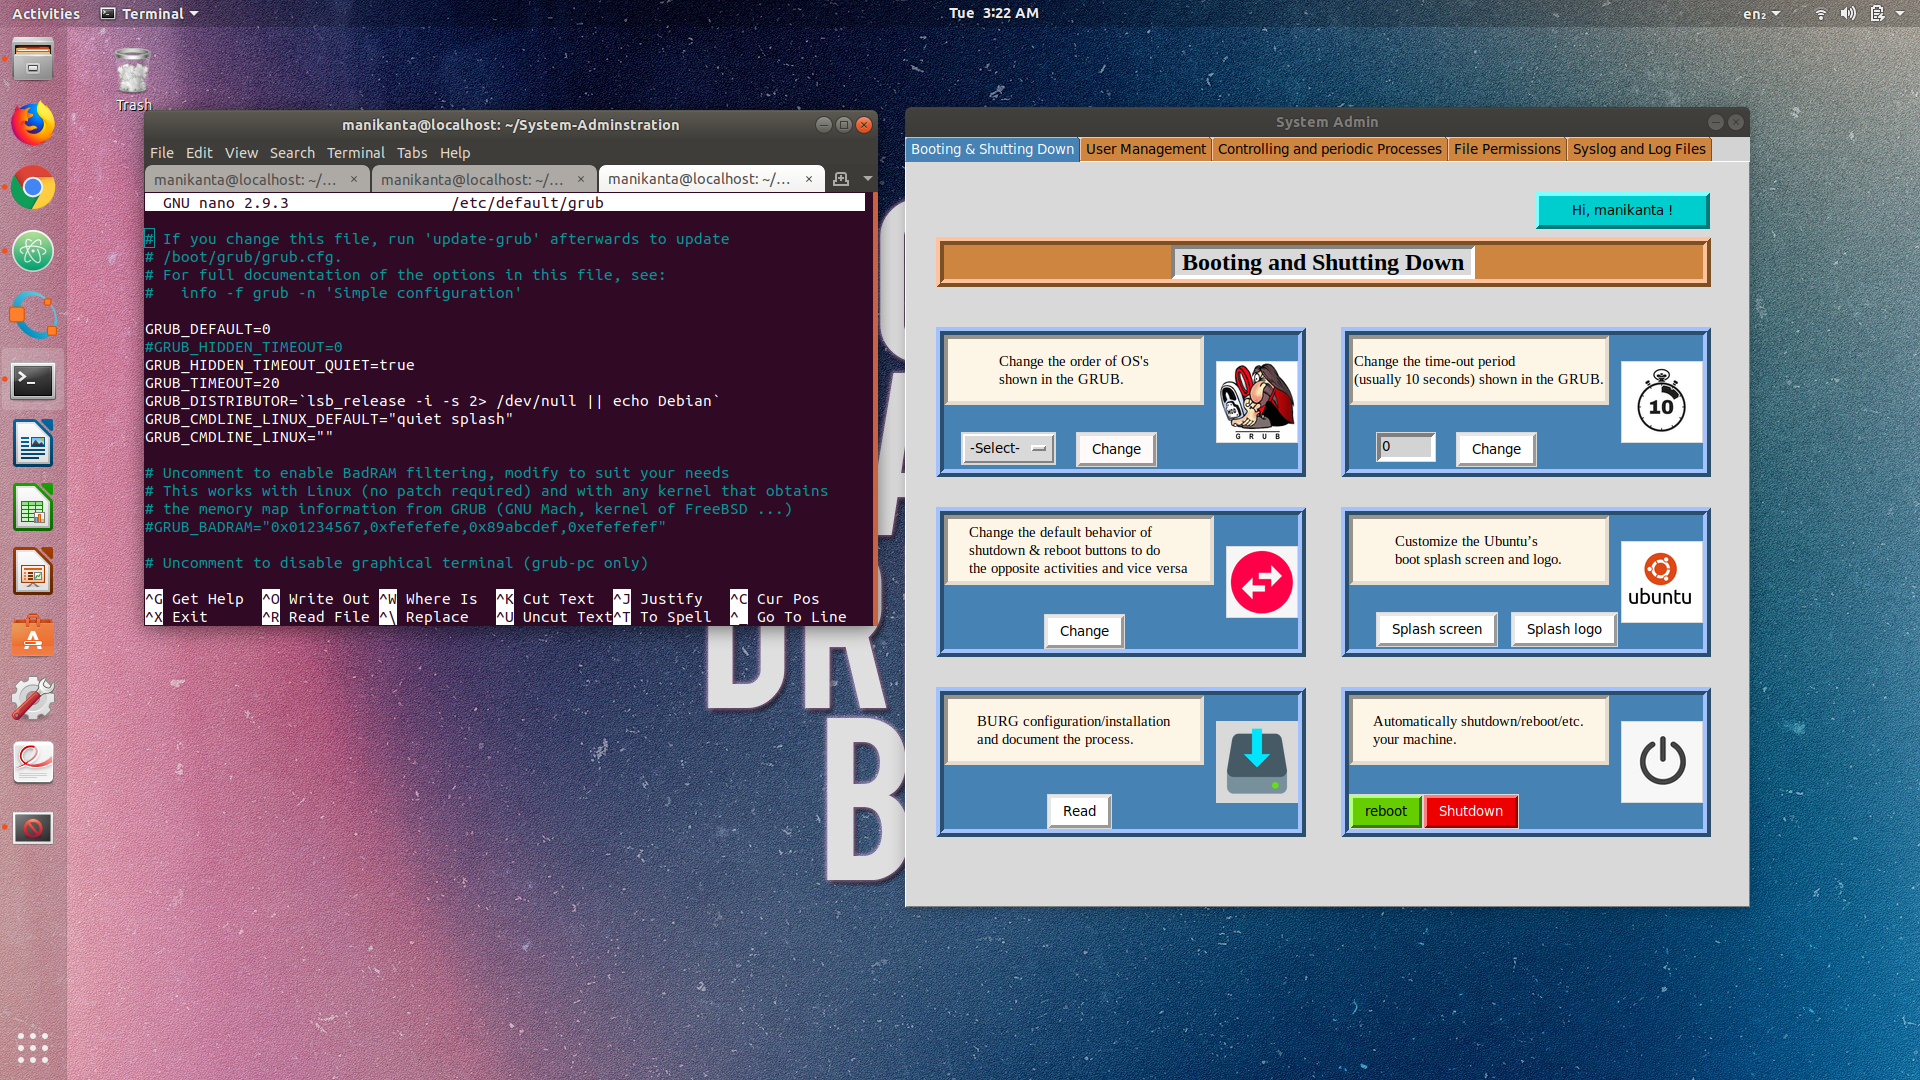 Activities
Terminal
Tue 3:22 AM
en₂
Trash
manikanta@localhost: ~/System-Adminstration
File Edit View Search Terminal Tabs Help
manikanta@localhost: ~/... × manikanta@localhost: ~/... × manikanta@localhost: ~/... ×
GNU nano 2.9.3 /etc/default/grub
# If you change this file, run 'update-grub' afterwards to update
# /boot/grub/grub.cfg.
# For full documentation of the options in this file, see:
#   info -f grub -n 'Simple configuration'
GRUB_DEFAULT=0
#GRUB_HIDDEN_TIMEOUT=0
GRUB_HIDDEN_TIMEOUT_QUIET=true
GRUB_TIMEOUT=20
GRUB_DISTRIBUTOR=`lsb_release -i -s 2> /dev/null || echo Debian`
GRUB_CMDLINE_LINUX_DEFAULT="quiet splash"
GRUB_CMDLINE_LINUX=""
# Uncomment to enable BadRAM filtering, modify to suit your needs
# This works with Linux (no patch required) and with any kernel that obtains
# the memory map information from GRUB (GNU Mach, kernel of FreeBSD ...)
#GRUB_BADRAM="0x01234567,0xfefefefe,0x89abcdef,0xefefefef"
# Uncomment to disable graphical terminal (grub-pc only)
^G Get Help ^O Write Out ^W Where Is ^K Cut Text ^J Justify ^C Cur Pos
^X Exit ^R Read File ^\ Replace ^U Uncut Text ^T To Spell ^_ Go To Line
System Admin
Booting & Shutting Down User Management Controlling and periodic Processes File Permissions Syslog and Log Files
Hi, manikanta !
Booting and Shutting Down
Change the order of OS's
shown in the GRUB.
GRUB
-Select- Change
Change the time-out period
(usually 10 seconds) shown in the GRUB.
10
0 Change
Change the default behavior of
shutdown & reboot buttons to do
the opposite activities and vice versa
Change
Customize the Ubuntu's
boot splash screen and logo.
ubuntu
Splash screen Splash logo
BURG configuration/installation
and document the process.
Read
Automatically shutdown/reboot/etc.
your machine.
reboot Shutdown